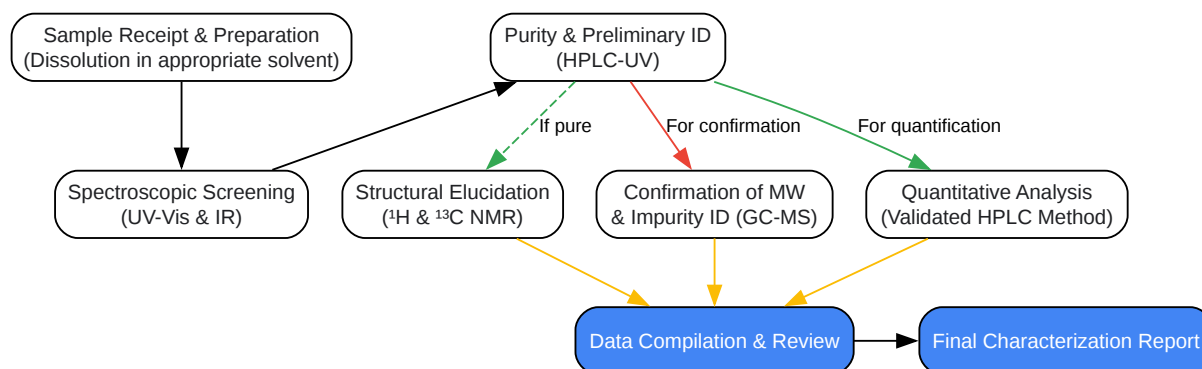 Sample Receipt & Preparation
(Dissolution in appropriate solvent)
Purity & Preliminary ID
(HPLC-UV)
If pure
For confirmation
For quantification
Spectroscopic Screening
(UV-Vis & IR)
Structural Elucidation
(¹H & ¹³C NMR)
Confirmation of MW
& Impurity ID (GC-MS)
Quantitative Analysis
(Validated HPLC Method)
Data Compilation & Review
Final Characterization Report